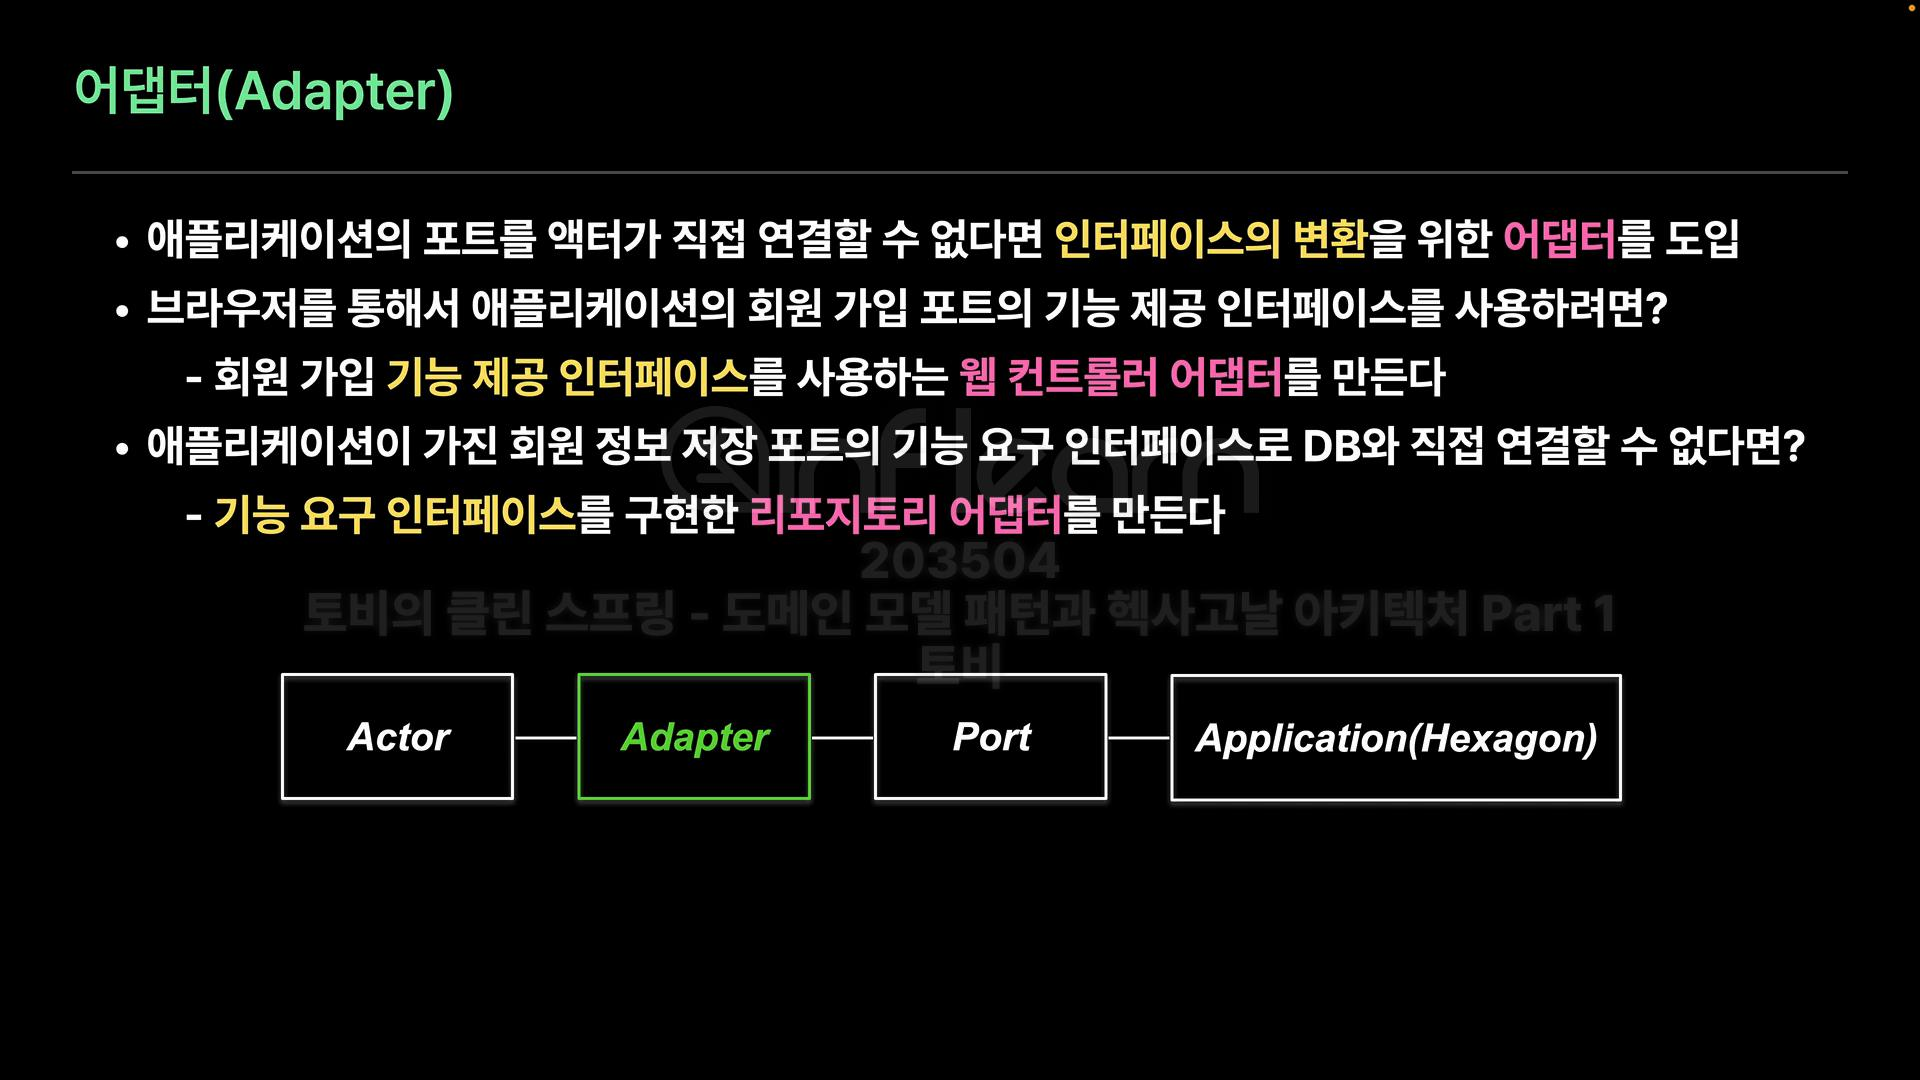 어댑터(Adapter)
• 애플리케이션의 포트를 액터가 직접 연결할 수 없다면 인터페이스의 변환을 위한 어댑터를 도입
• 브라우저를 통해서 애플리케이션의 회원 가입 포트의 기능 제공 인터페이스를 사용하려면?
- 회원 가입 기능 제공 인터페이스를 사용하는 웹 컨트롤러 어댑터를 만든다
• 애플리케이션이 가진 회원 정보 저장 포트의 기능 요구 인터페이스로 DB와 직접 연결할 수 없다면?
- 기능 요구 인터페이스를 구현한 리포지토리 어댑터를 만든다
inflearn
203504
토비의 클린 스프링 - 도메인 모델 패턴과 헥사고날 아키텍처 Part 1
토비
Actor
Adapter
Port
Application(Hexagon)